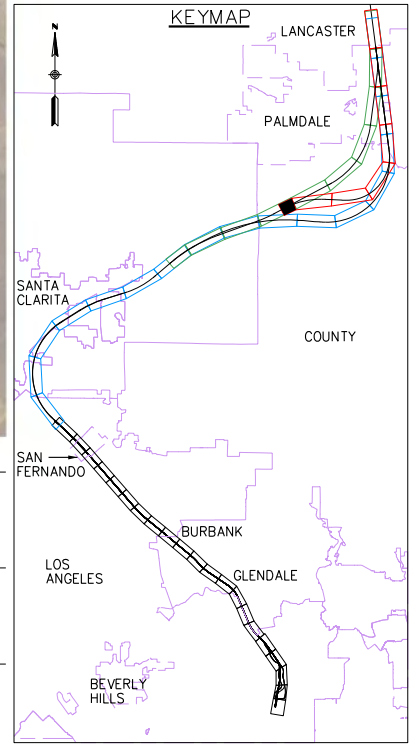 KEYMAP
LANCASTER
N
PALMDALE
SANTA
CLARITA
COUNTY
SAN
FERNANDO
BURBANK
LOS
ANGELES
GLENDALE
BEVERLY
HILLS